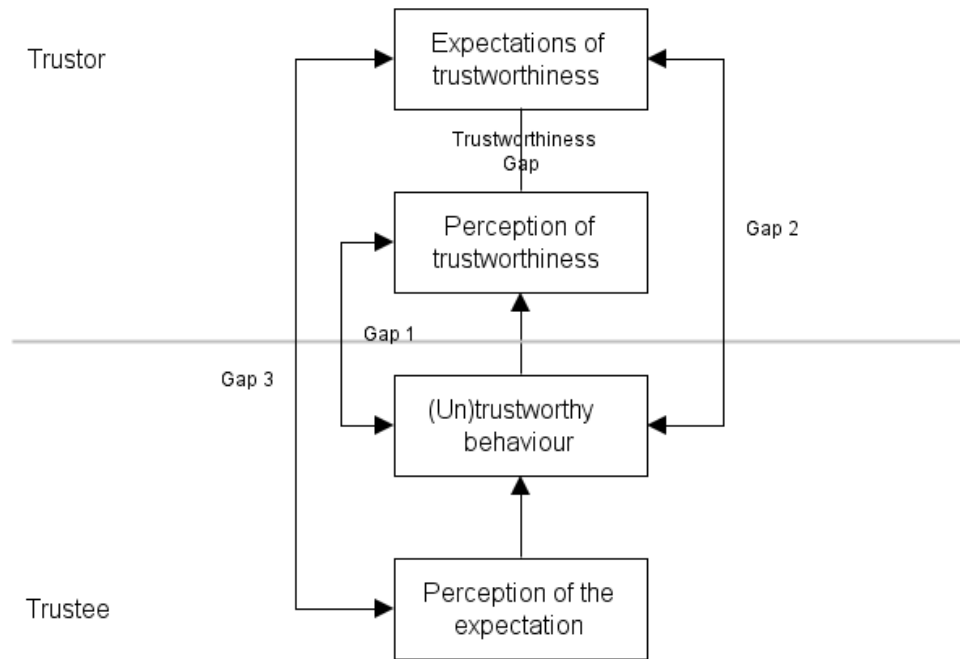 Trustor
Expectations of
trustworthiness
Trustworthiness
Gap
Perception of
trustworthiness
Gap 2
Gap 1
Gap 3
(Un)trustworthy
behaviour
Trustee
Perception of the
expectation